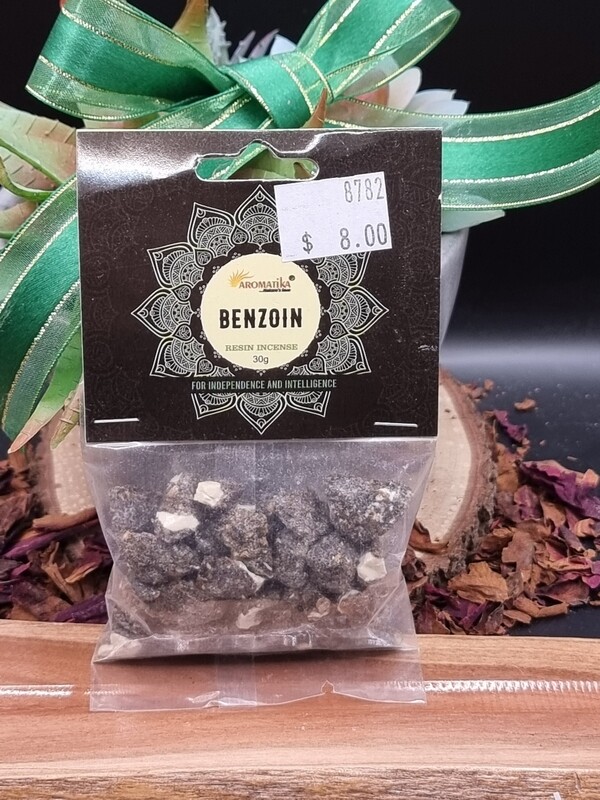 8782
$ 8.00
AROMATIKA
BENZOIN
RESIN INCENSE
30g
FOR INDEPENDENCE AND INTELLIGENCE